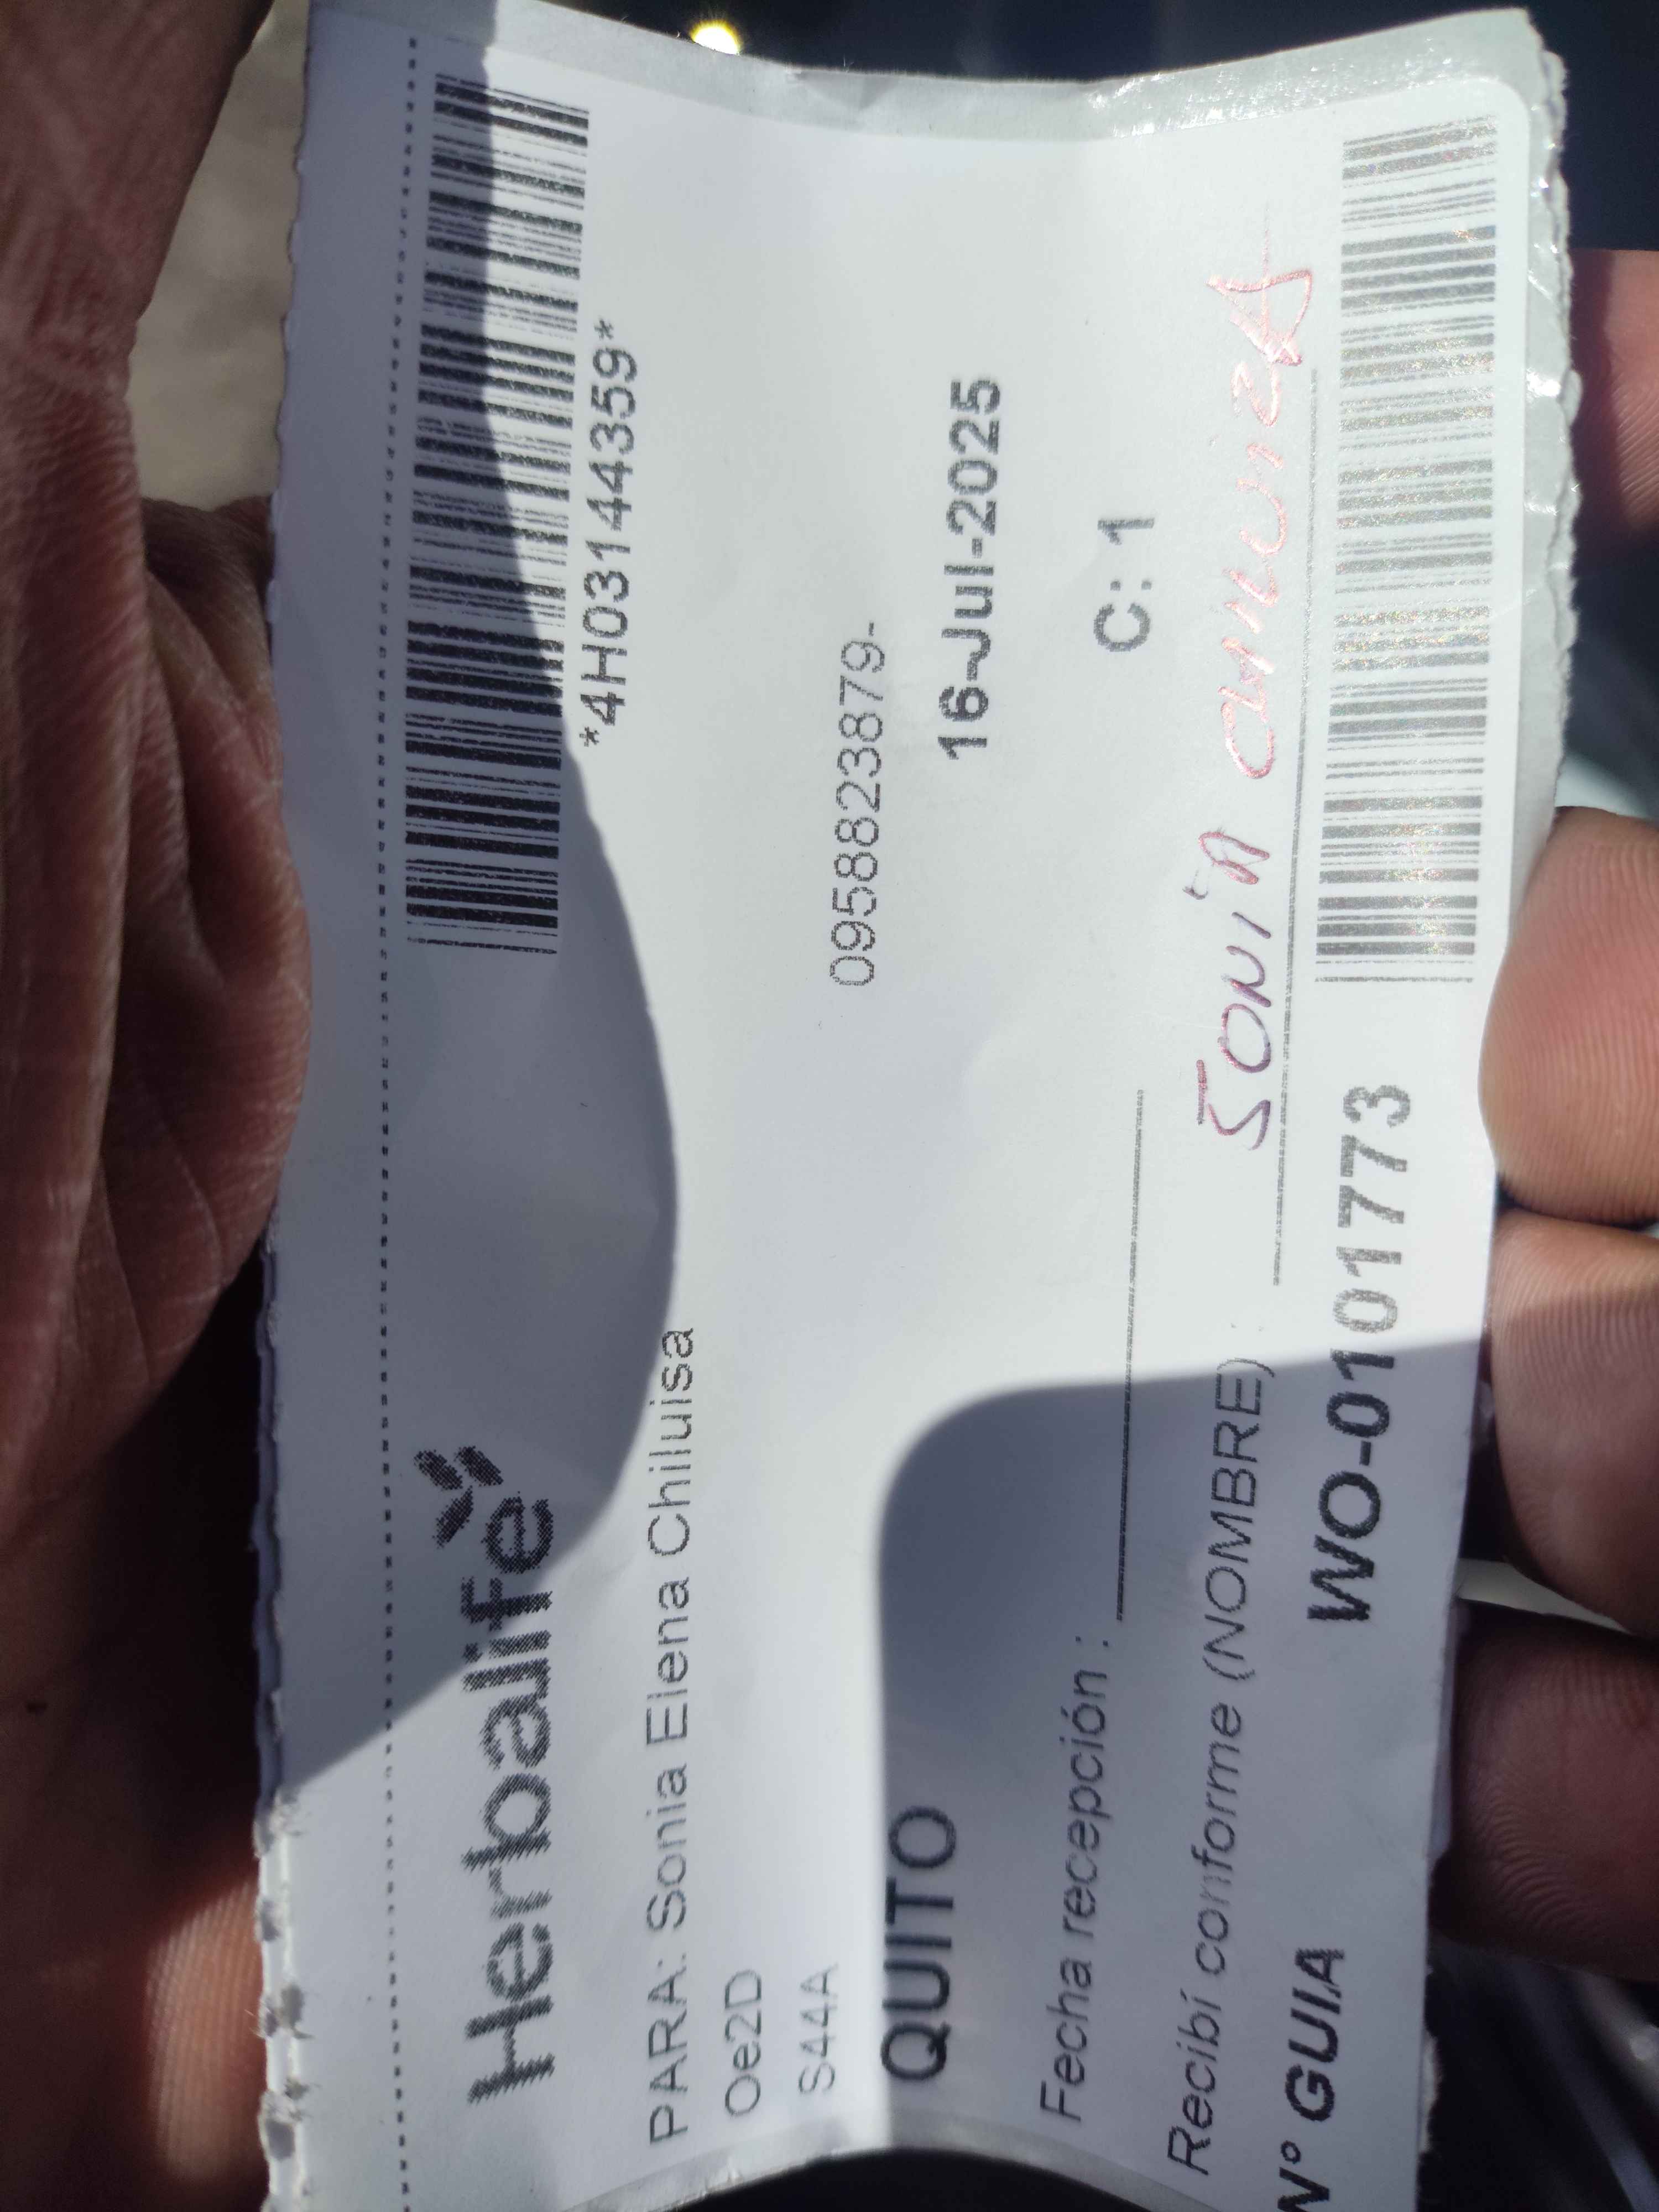 Herbalife
*4H03144359*
PARA: Sonia Elena Chiluisa
Oe2D
S44A
0958823879-
QUITO
16-Jul-2025
Fecha recepción :
C: 1
Recibí conforme (NOMBRE) : SONIA
N° GUIA WO-0101773